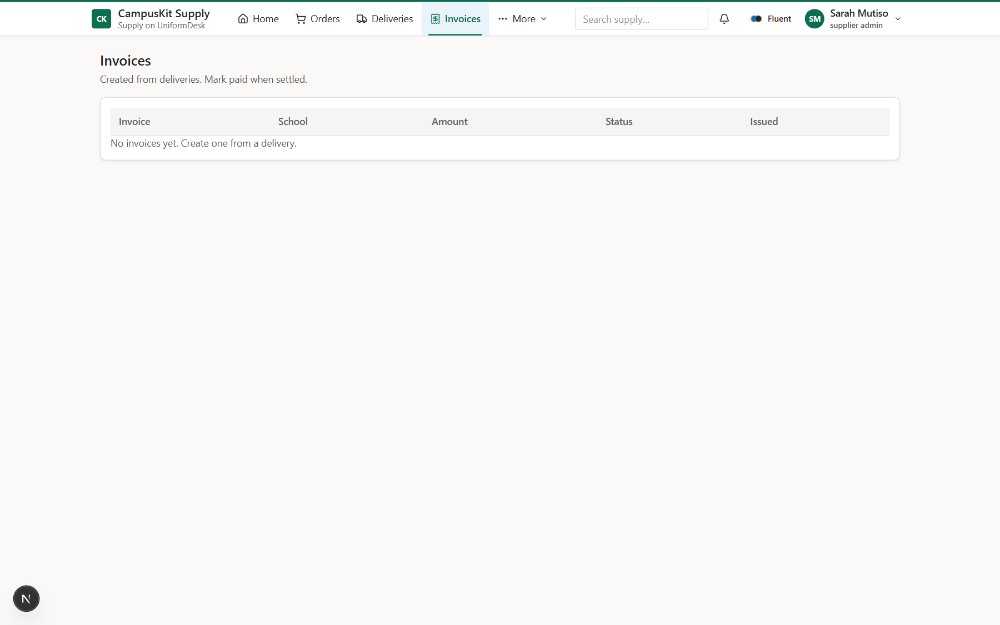 CK
CampusKit Supply
Supply on UniformDesk
Home
Orders
Deliveries
Invoices
More
Search supply...
Fluent
SM
Sarah Mutiso
supplier admin
Invoices
Created from deliveries. Mark paid when settled.
Invoice School Amount Status Issued
No invoices yet. Create one from a delivery.
N